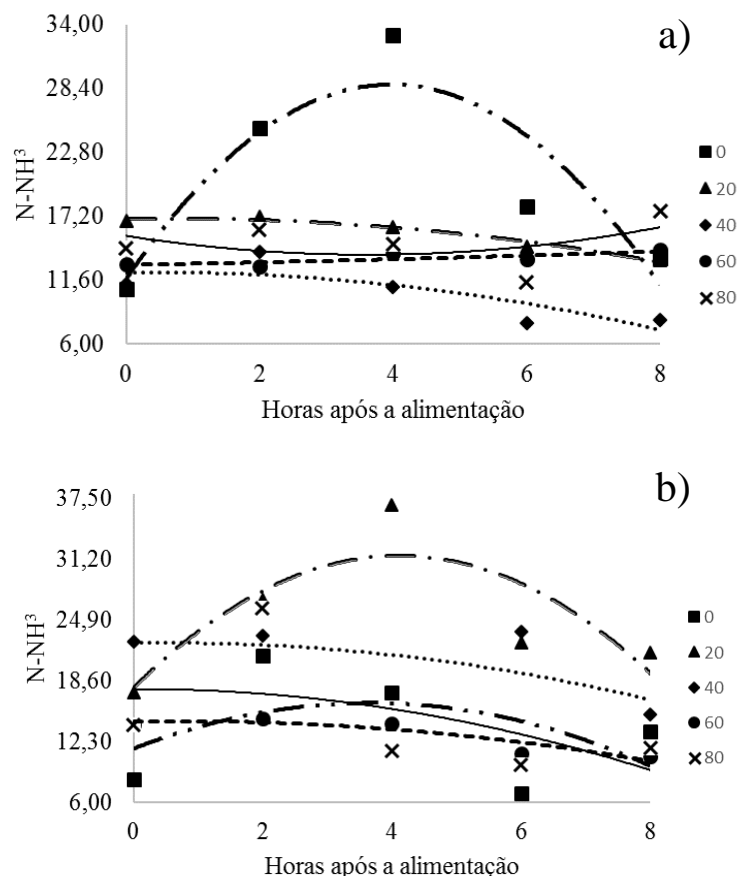 a)
34,00
28,40
22,80
17,20
11,60
6,00
N-NH³
0 2 4 6 8
Horas após a alimentação
0
20
40
60
80
b)
37,50
31,20
24,90
18,60
12,30
6,00
N-NH³
0 2 4 6 8
Horas após a alimentação
0
20
40
60
80